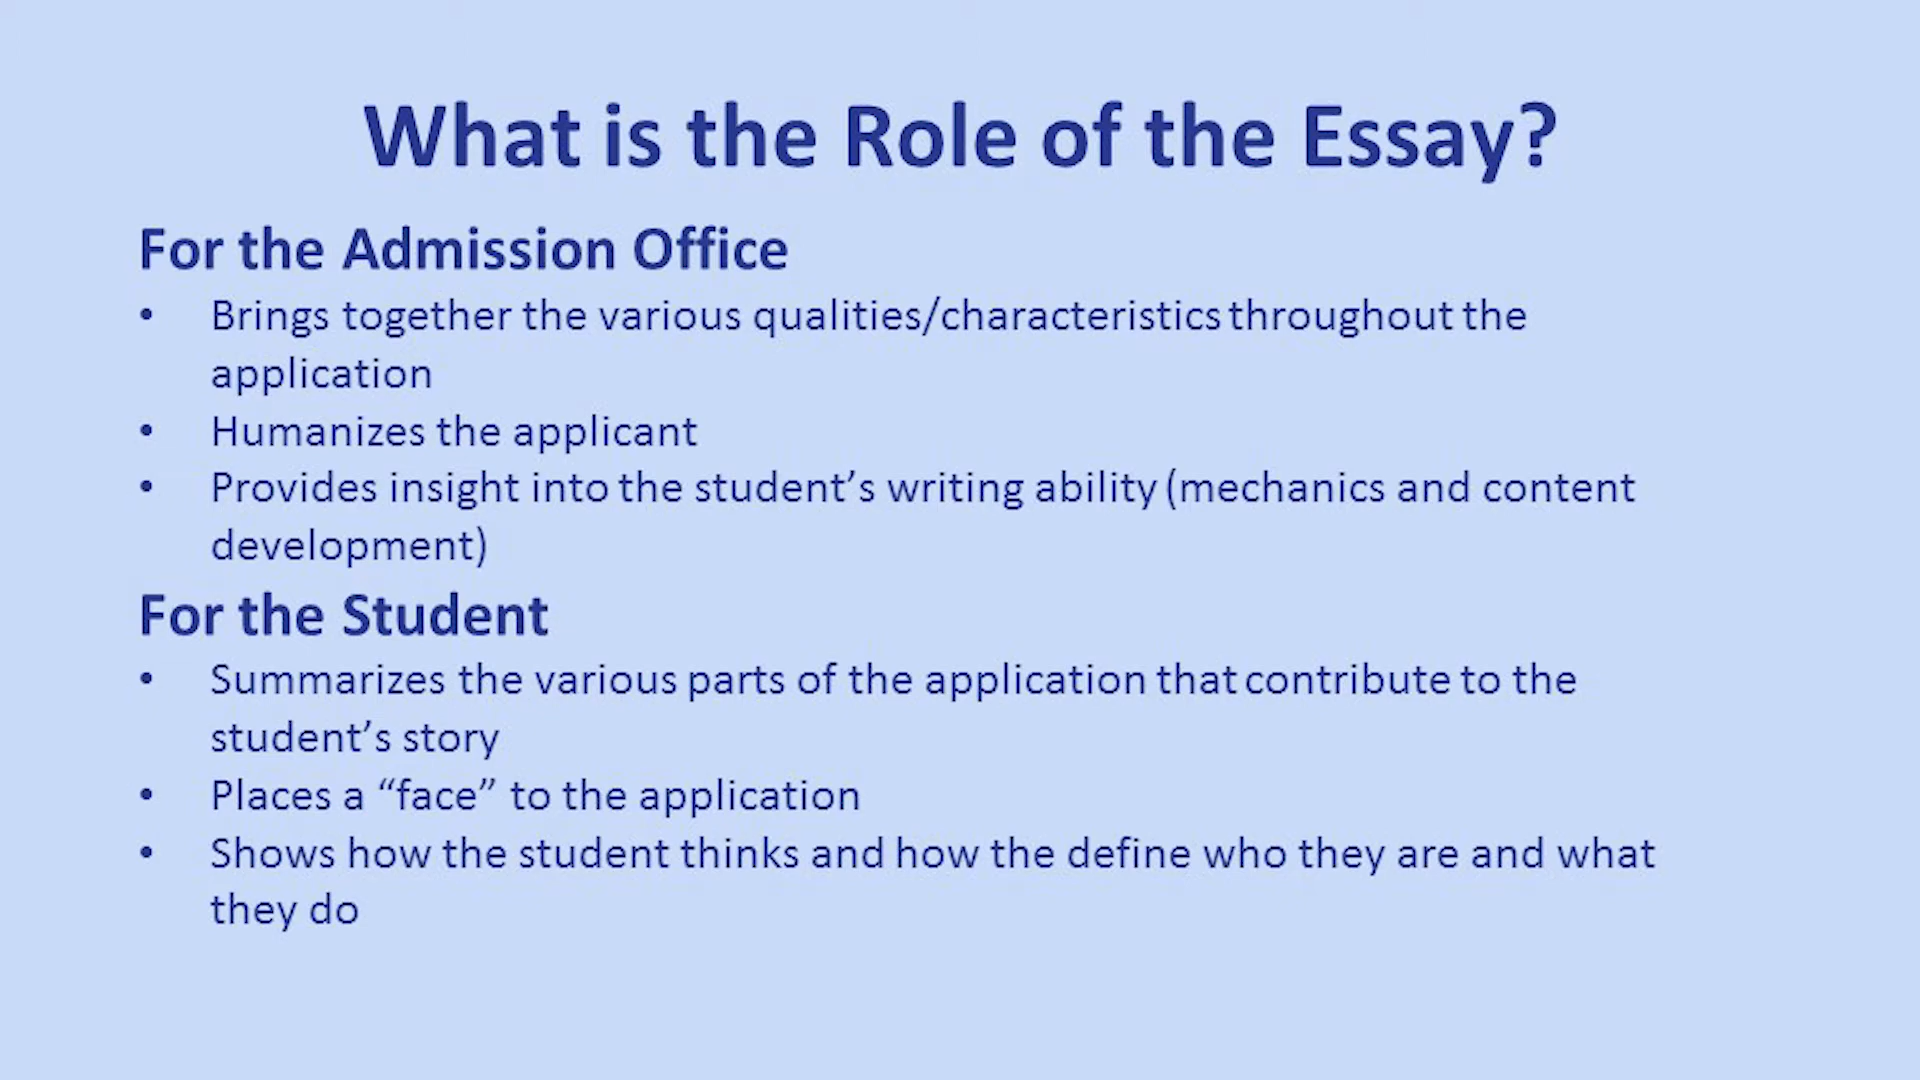 What is the Role of the Essay?
For the Admission Office
• Brings together the various qualities/characteristics throughout the
application
• Humanizes the applicant
• Provides insight into the student’s writing ability (mechanics and content
development)
For the Student
• Summarizes the various parts of the application that contribute to the
student’s story
• Places a “face” to the application
• Shows how the student thinks and how the define who they are and what
they do